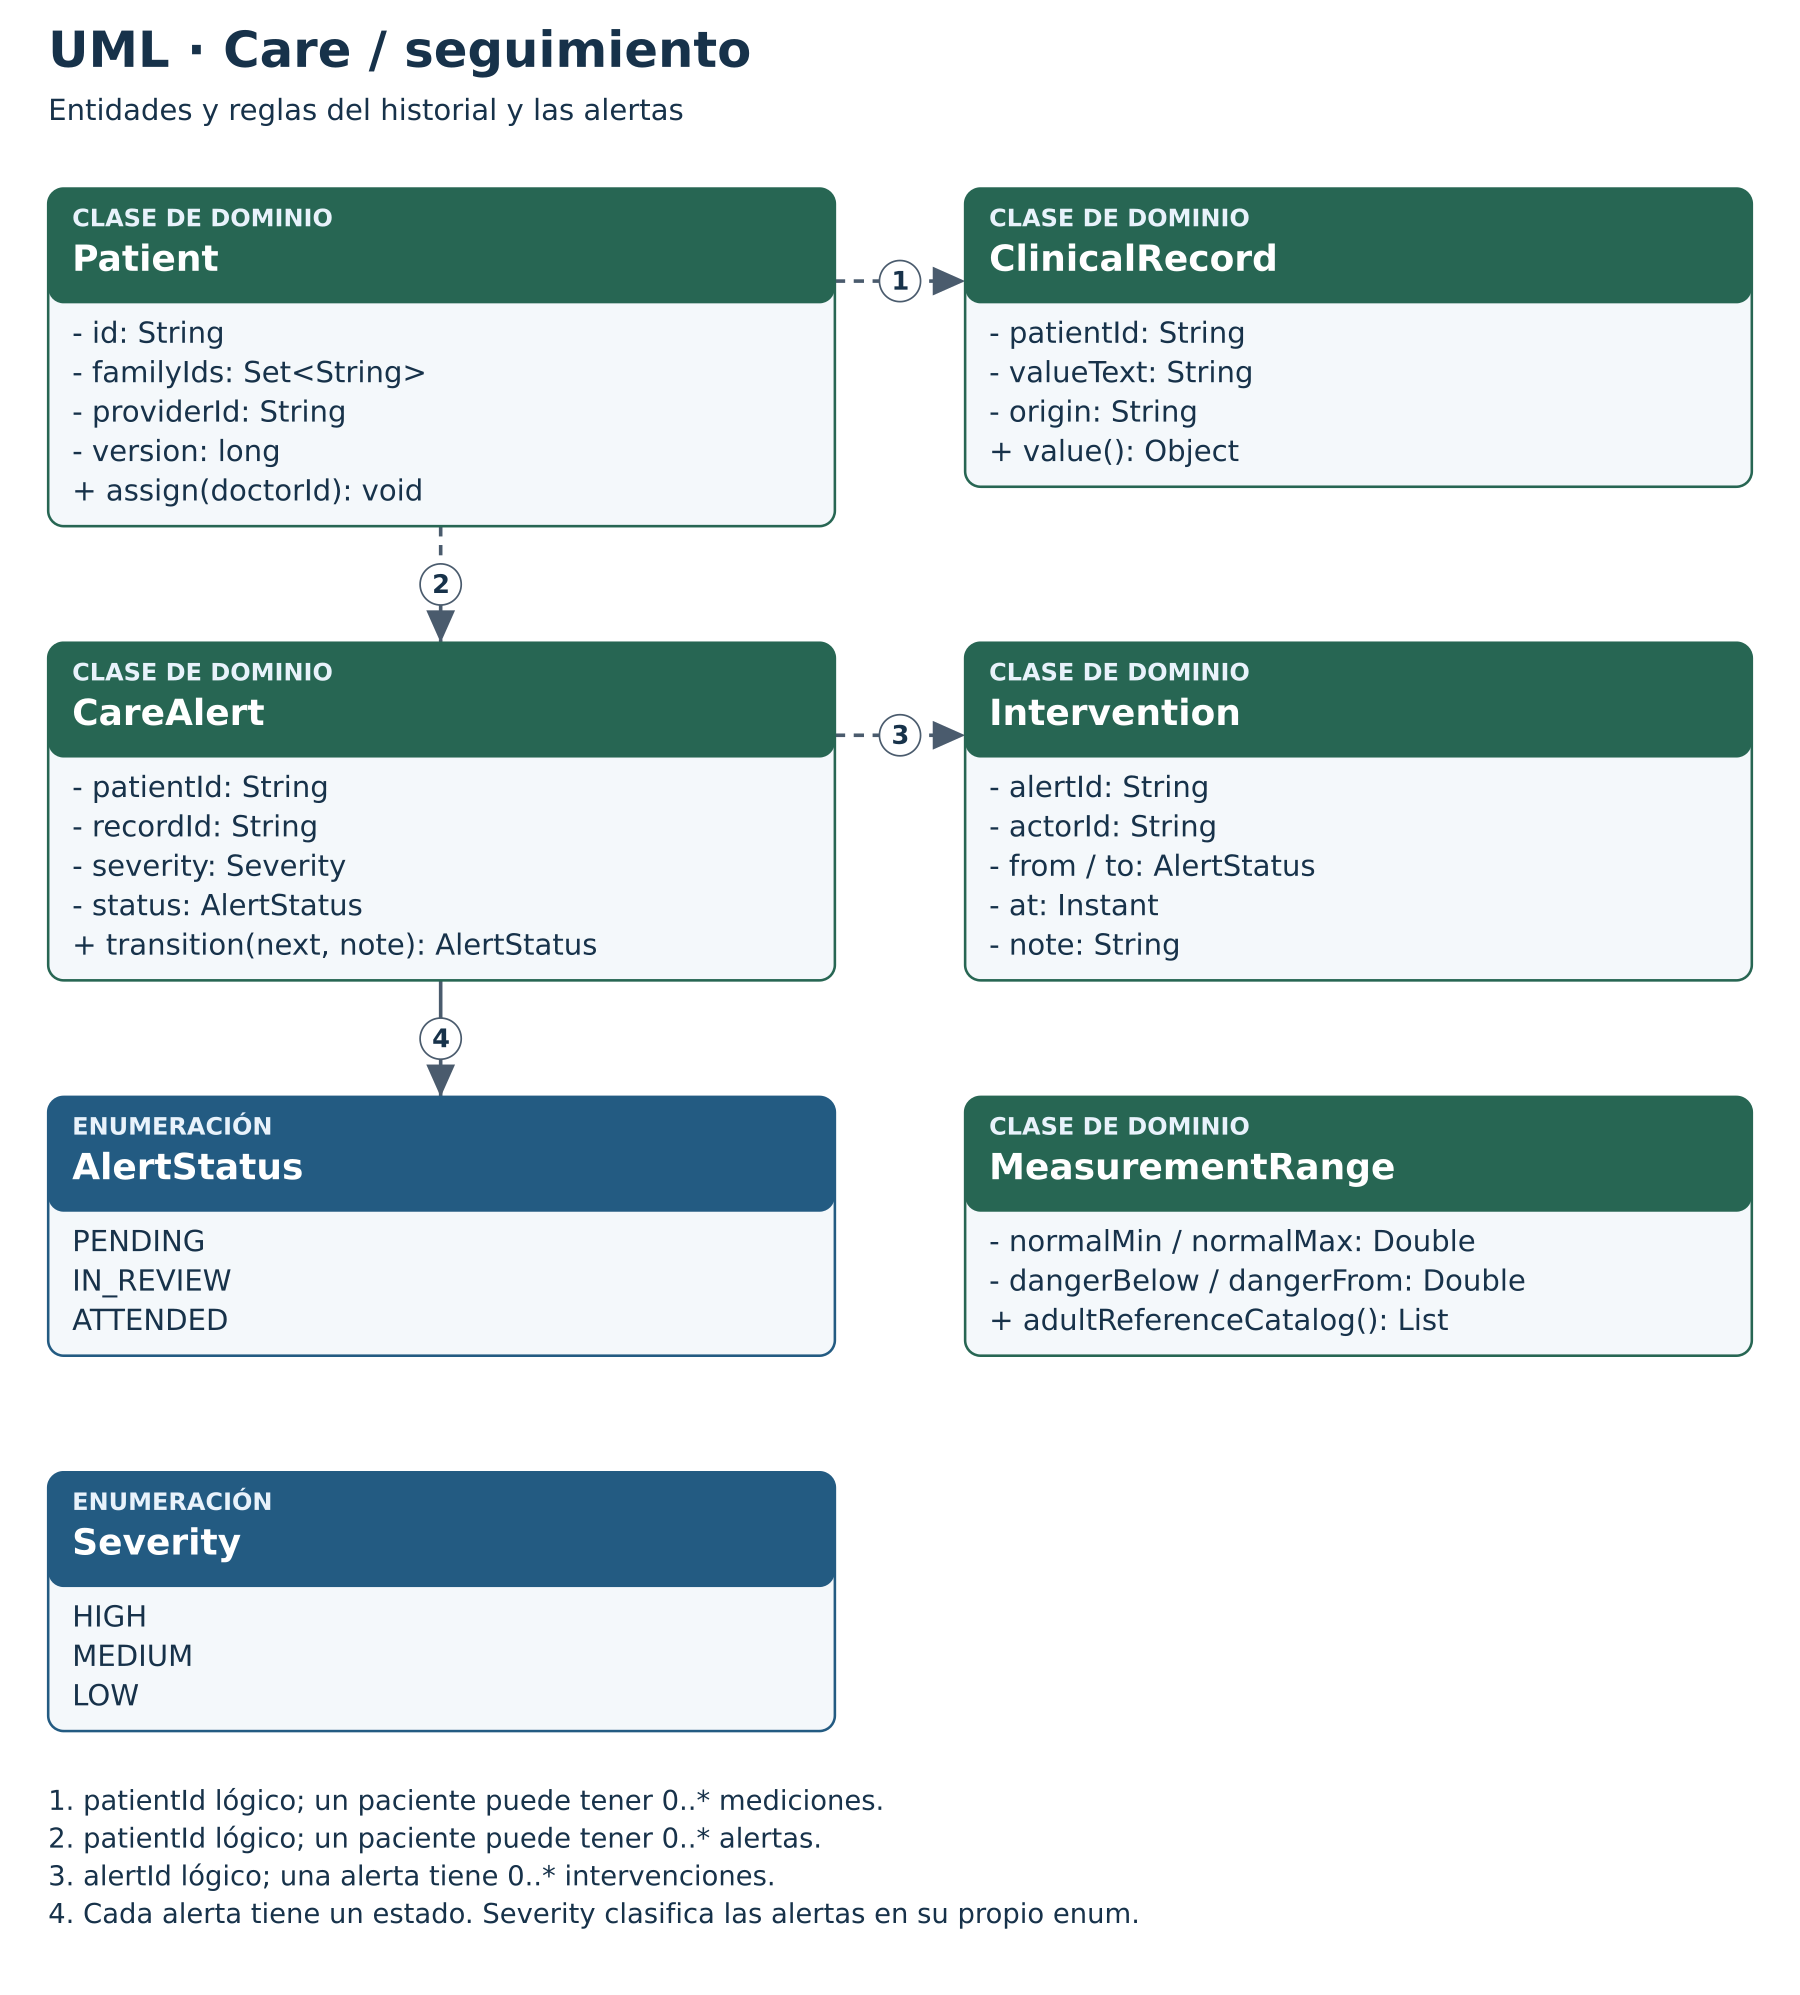 UML · Care / seguimiento
Entidades y reglas del historial y las alertas
CLASE DE DOMINIO
Patient
- id: String
- familyIds: Set<String>
- providerId: String
- version: long
+ assign(doctorId): void
1
CLASE DE DOMINIO
ClinicalRecord
- patientId: String
- valueText: String
- origin: String
+ value(): Object
2
CLASE DE DOMINIO
CareAlert
- patientId: String
- recordId: String
- severity: Severity
- status: AlertStatus
+ transition(next, note): AlertStatus
3
CLASE DE DOMINIO
Intervention
- alertId: String
- actorId: String
- from / to: AlertStatus
- at: Instant
- note: String
4
ENUMERACIÓN
AlertStatus
PENDING
IN_REVIEW
ATTENDED
CLASE DE DOMINIO
MeasurementRange
- normalMin / normalMax: Double
- dangerBelow / dangerFrom: Double
+ adultReferenceCatalog(): List
ENUMERACIÓN
Severity
HIGH
MEDIUM
LOW
1. patientId lógico; un paciente puede tener 0..* mediciones.
2. patientId lógico; un paciente puede tener 0..* alertas.
3. alertId lógico; una alerta tiene 0..* intervenciones.
4. Cada alerta tiene un estado. Severity clasifica las alertas en su propio enum.